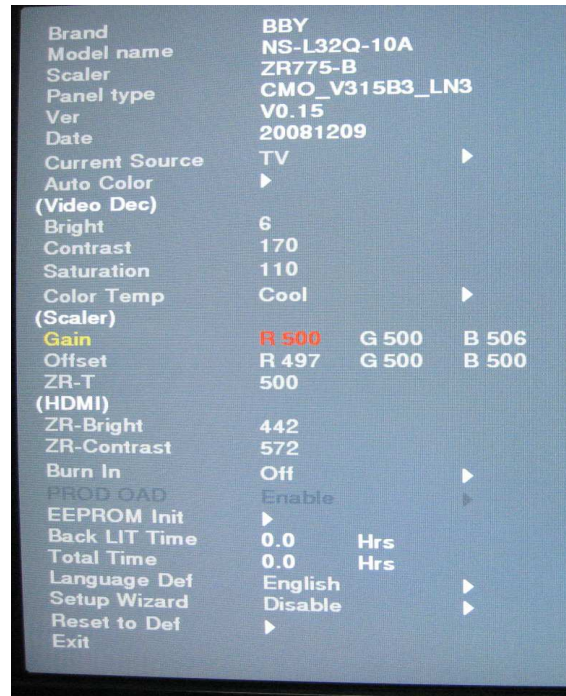 Brand BBY
Model name NS-L32Q-10A
Scaler ZR775-B
Panel type CMO_V315B3_LN3
Ver V0.15
Date 20081209
Current Source TV
Auto Color
(Video Dec)
Bright 6
Contrast 170
Saturation 110
Color Temp Cool
(Scaler)
Gain R 500 G 500 B 506
Offset R 497 G 500 B 500
ZR-T 500
(HDMI)
ZR-Bright 442
ZR-Contrast 572
Burn In Off
PROD OAD Enable
EEPROM Init
Back LIT Time 0.0 Hrs
Total Time 0.0 Hrs
Language Def English
Setup Wizard Disable
Reset to Def
Exit